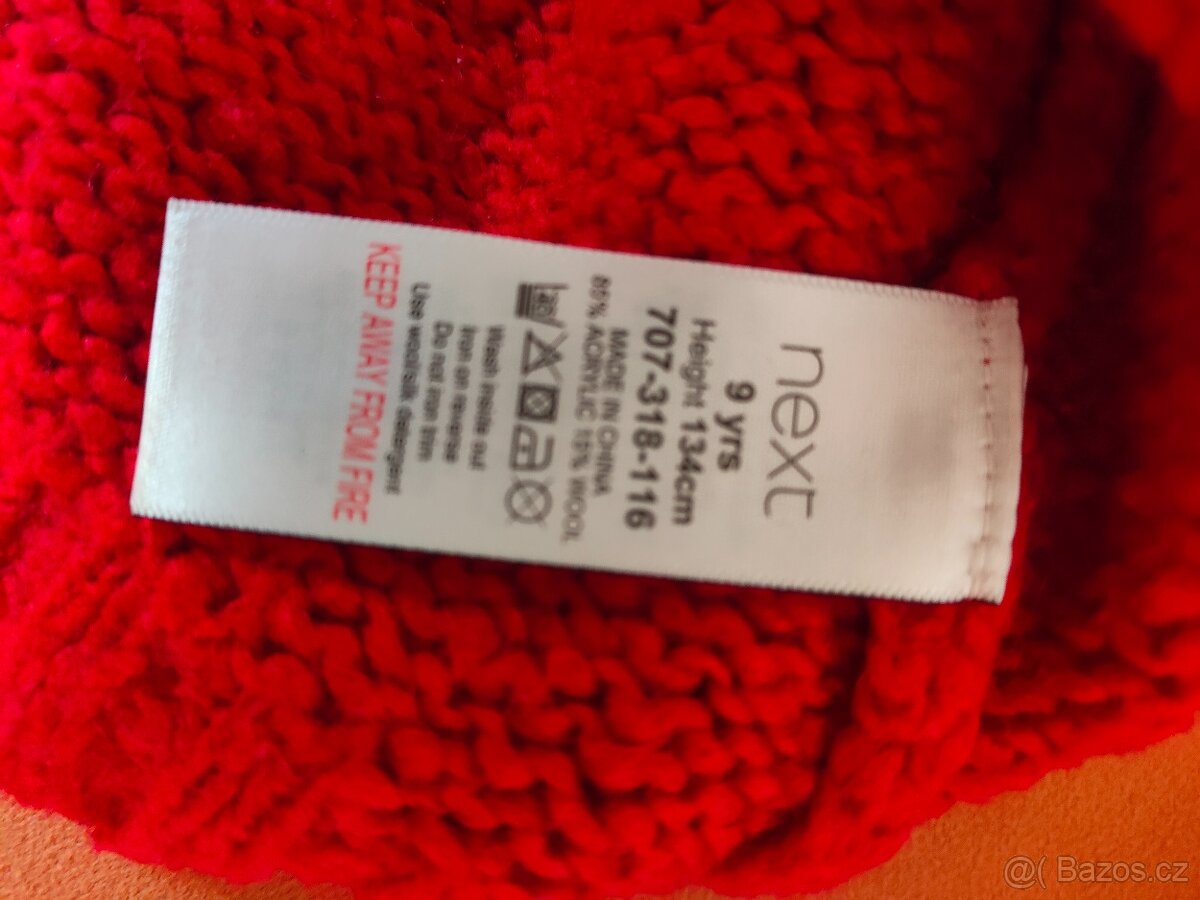 next
9 yrs
Height 134cm
707-318-116
MADE IN CHINA
85% ACRYLIC 15% WOOL
Wash inside out
Iron on reverse
Do not iron trim
Use wool/silk detergent
KEEP AWAY FROM FIRE
@( Bazos.cz